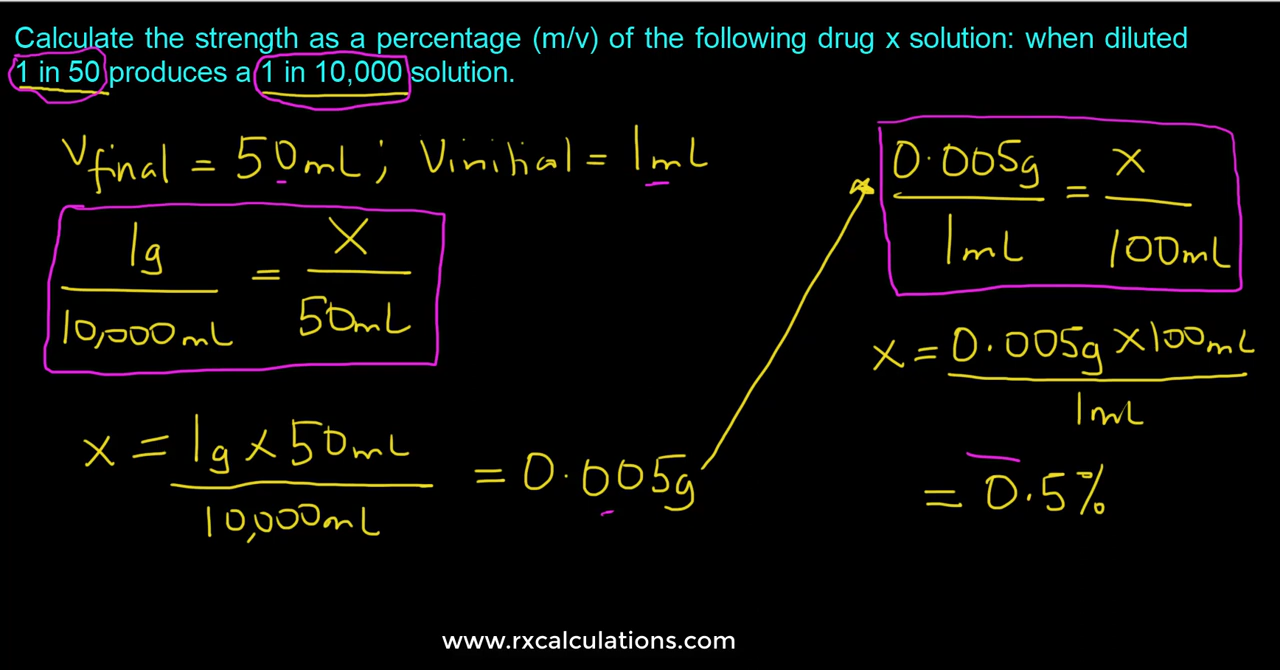 Calculate the strength as a percentage (m/v) of the following drug x solution: when diluted
1 in 50 produces a 1 in 10,000 solution.
Vfinal = 50mL; Vinitial = 1mL
1g / 10,000mL = X / 50mL
x = 1g x 50mL / 10,000mL = 0.005g
0.005g / 1mL = x / 100mL
x = 0.005g x 100mL / 1mL
= 0.5%
www.rxcalculations.com